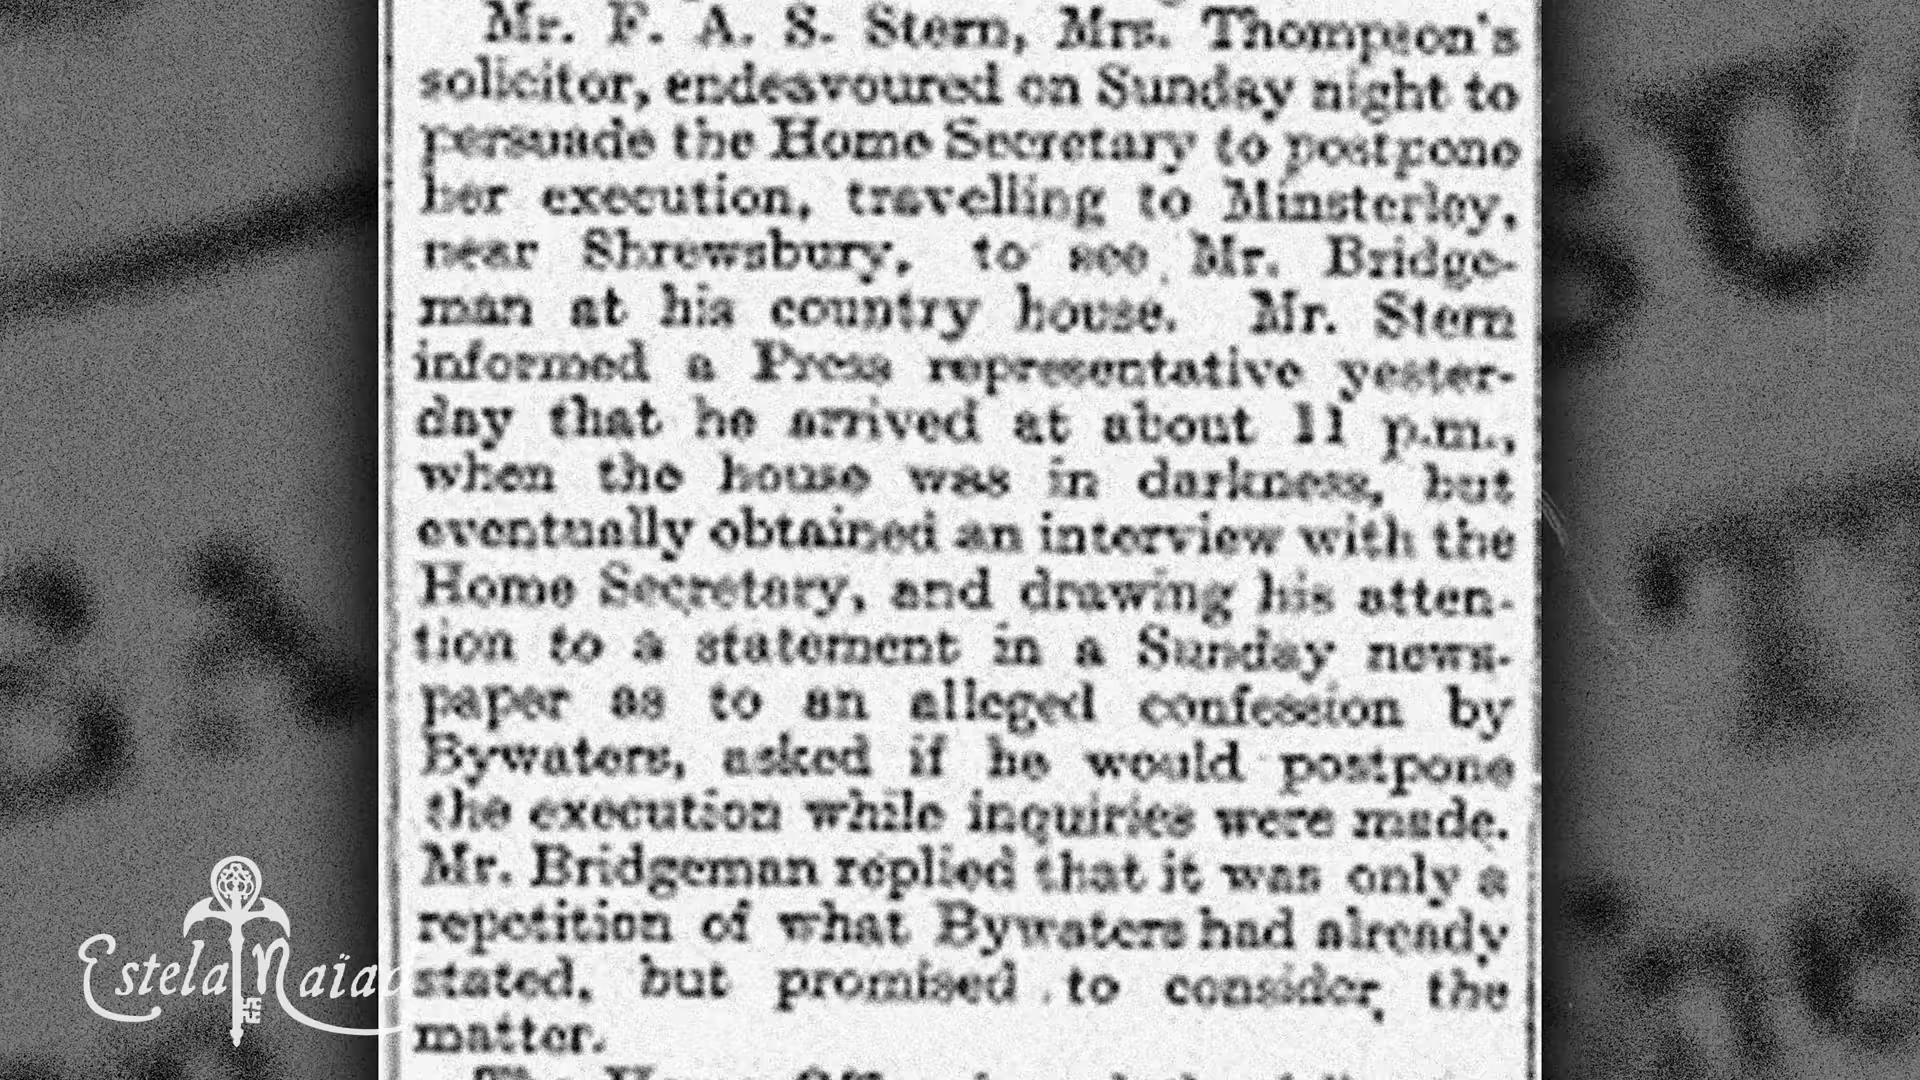 Mr. F. A. S. Stern, Mrs. Thompson's
solicitor, endeavoured on Sunday night to
persuade the Home Secretary to postpone
her execution, travelling to Minsterley,
near Shrewsbury, to see Mr. Bridge-
man at his country house. Mr. Stern
informed a Press representative yester-
day that he arrived at about 11 p.m.,
when the house was in darkness, but
eventually obtained an interview with the
Home Secretary, and drawing his atten-
tion to a statement in a Sunday news-
paper as to an alleged confession by
Bywaters, asked if he would postpone
the execution while inquiries were made.
Mr. Bridgeman replied that it was only a
repetition of what Bywaters had already
stated, but promised to consider the
matter.
Estela Naïad